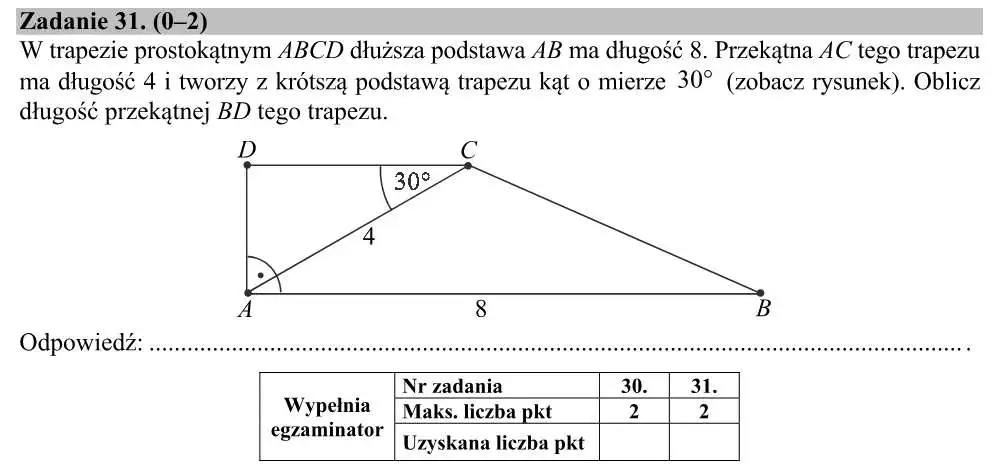 Zadanie 31. (0–2)
W trapezie prostokątnym ABCD dłuższa podstawa AB ma długość 8. Przekątna AC tego trapezu
ma długość 4 i tworzy z krótszą podstawą trapezu kąt o mierze 30° (zobacz rysunek). Oblicz
długość przekątnej BD tego trapezu.
D C
30°
4
A 8 B
Odpowiedź: ................................................................................................................................ .
Wypełnia egzaminator
Nr zadania 30. 31.
Maks. liczba pkt 2 2
Uzyskana liczba pkt